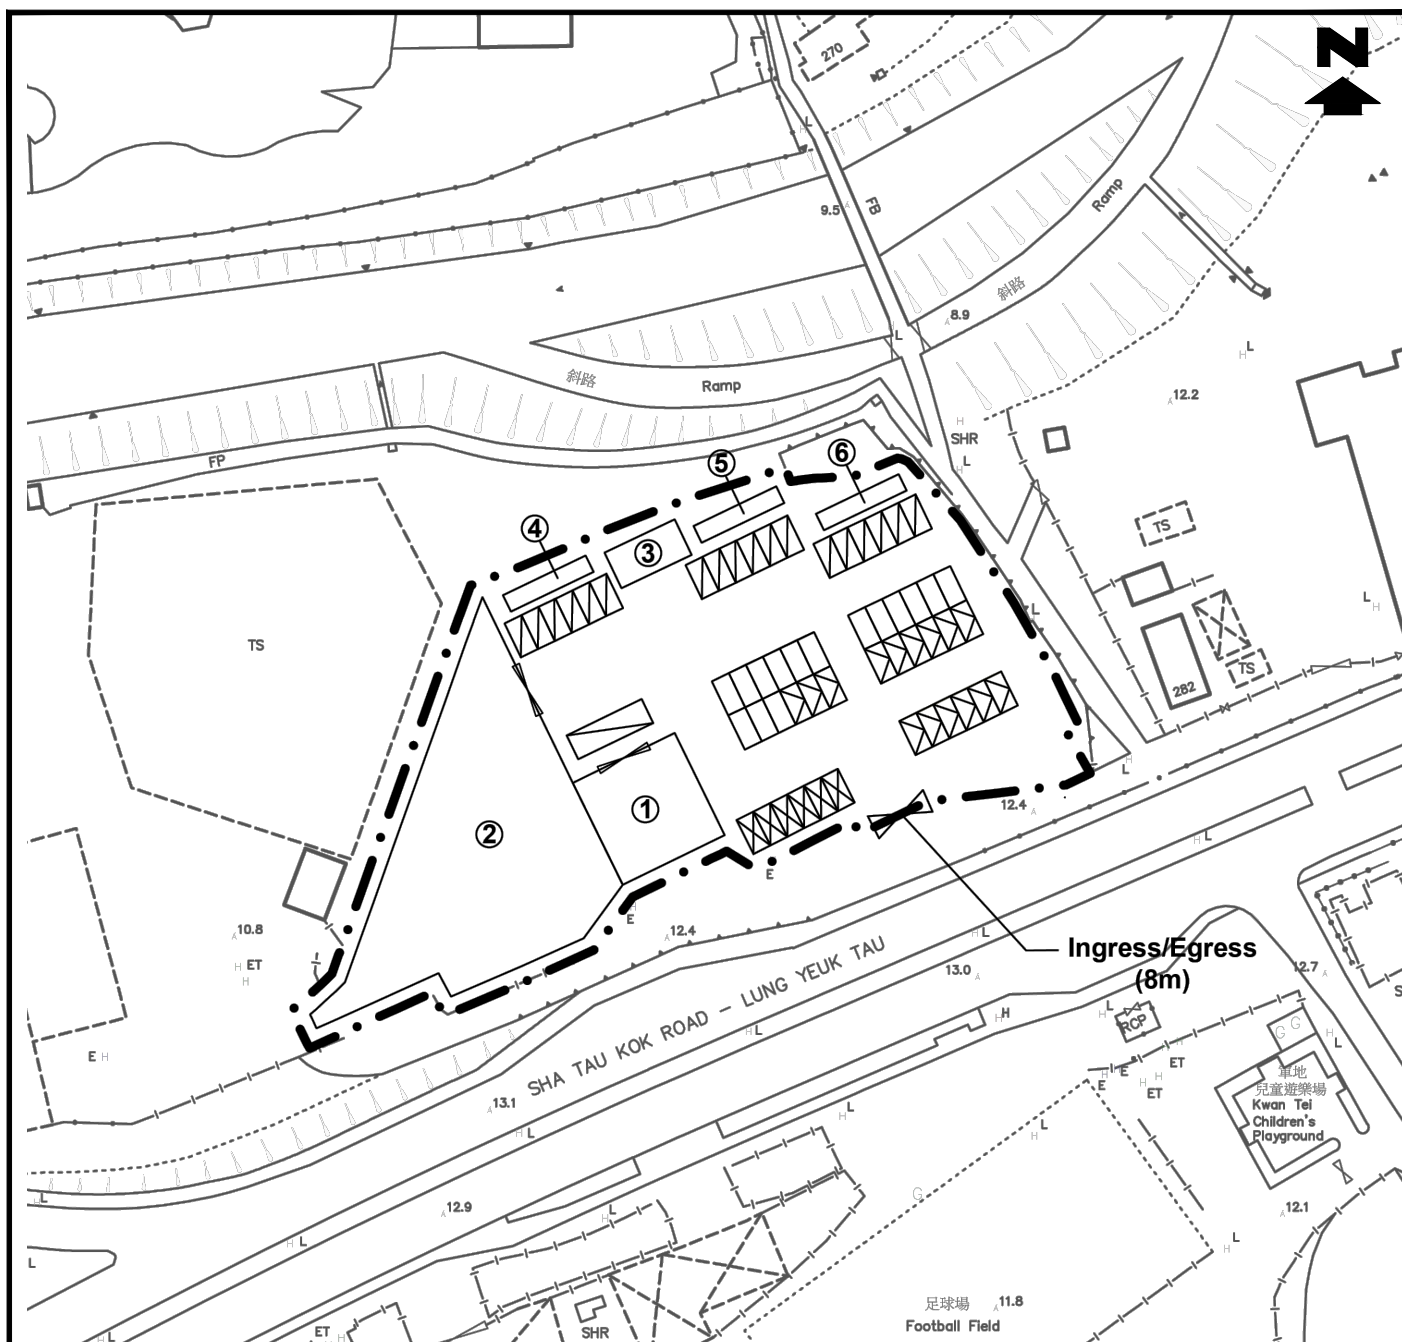 N
270
L
H
9.5
FB
Ramp
斜路
8.9
L
L
H
12.2
斜路
Ramp
H
SHR
L
H
FP
⑤
⑥
④
③
TS
TS
L
H
L
H
TS
282
①
②
L
H
12.4
L
H
E
H
E
12.4
10.8
H ET
H
H L
Ingress/Egress
(8m)
13.0
12.7
SHA TAU KOK ROAD - LUNG YEUK TAU
H L
H
H
L
H
RCP
G G
H
L
E H
E E
ET
H H
ET
軍地
兒童遊樂場
Kwan Tei
Children's
Playground
13.1
H L
L
H
L
H
G
12.9
L
H
12.1
L
H
H L
L
H
L
足球場
11.8
Football Field
ET
H
SHR
H L
S